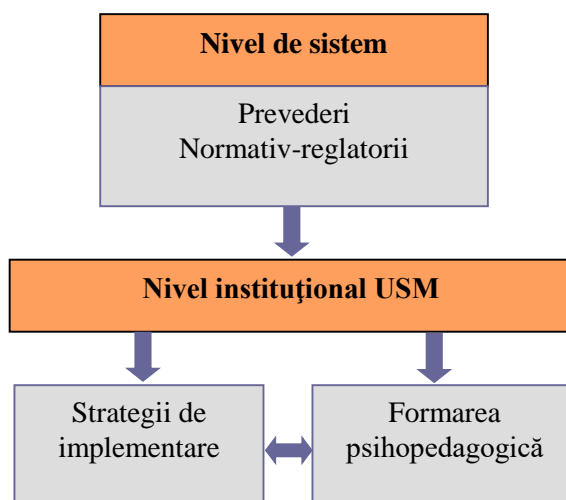 Nivel de sistem
Prevederi
Normativ-reglatorii
Nivel instituţional USM
Strategii de
implementare
Formarea
psihopedagogică